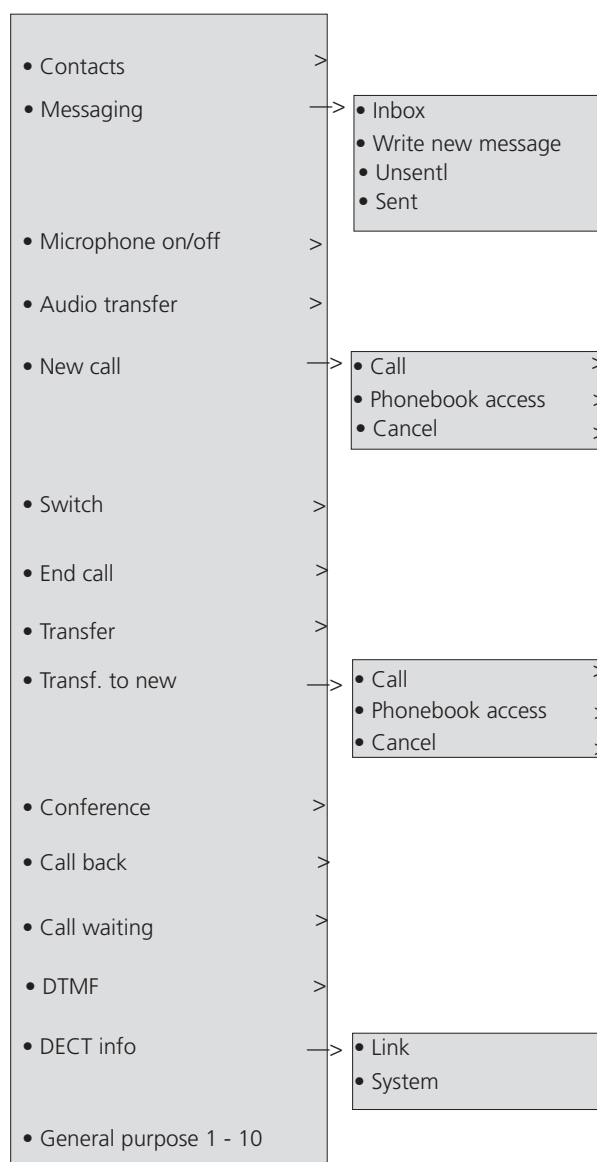 • Contacts >
• Messaging —>
• Inbox
• Write new message
• Unsentl
• Sent
• Microphone on/off >
• Audio transfer >
• New call —>
• Call >
• Phonebook access >
• Cancel >
• Switch >
• End call >
• Transfer >
• Transf. to new —>
• Call >
• Phonebook access >
• Cancel >
• Conference >
• Call back >
• Call waiting >
• DTMF >
• DECT info —>
• Link
• System
• General purpose 1 - 10